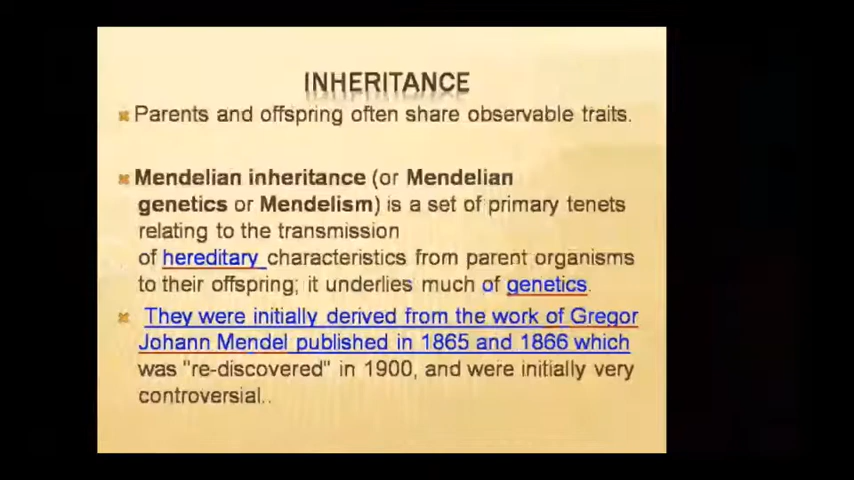 INHERITANCE
Parents and offspring often share observable traits.
Mendelian inheritance (or Mendelian
genetics or Mendelism) is a set of primary tenets
relating to the transmission
of hereditary characteristics from parent organisms
to their offspring; it underlies much of genetics.
They were initially derived from the work of Gregor
Johann Mendel published in 1865 and 1866 which
was "re-discovered" in 1900, and were initially very
controversial..